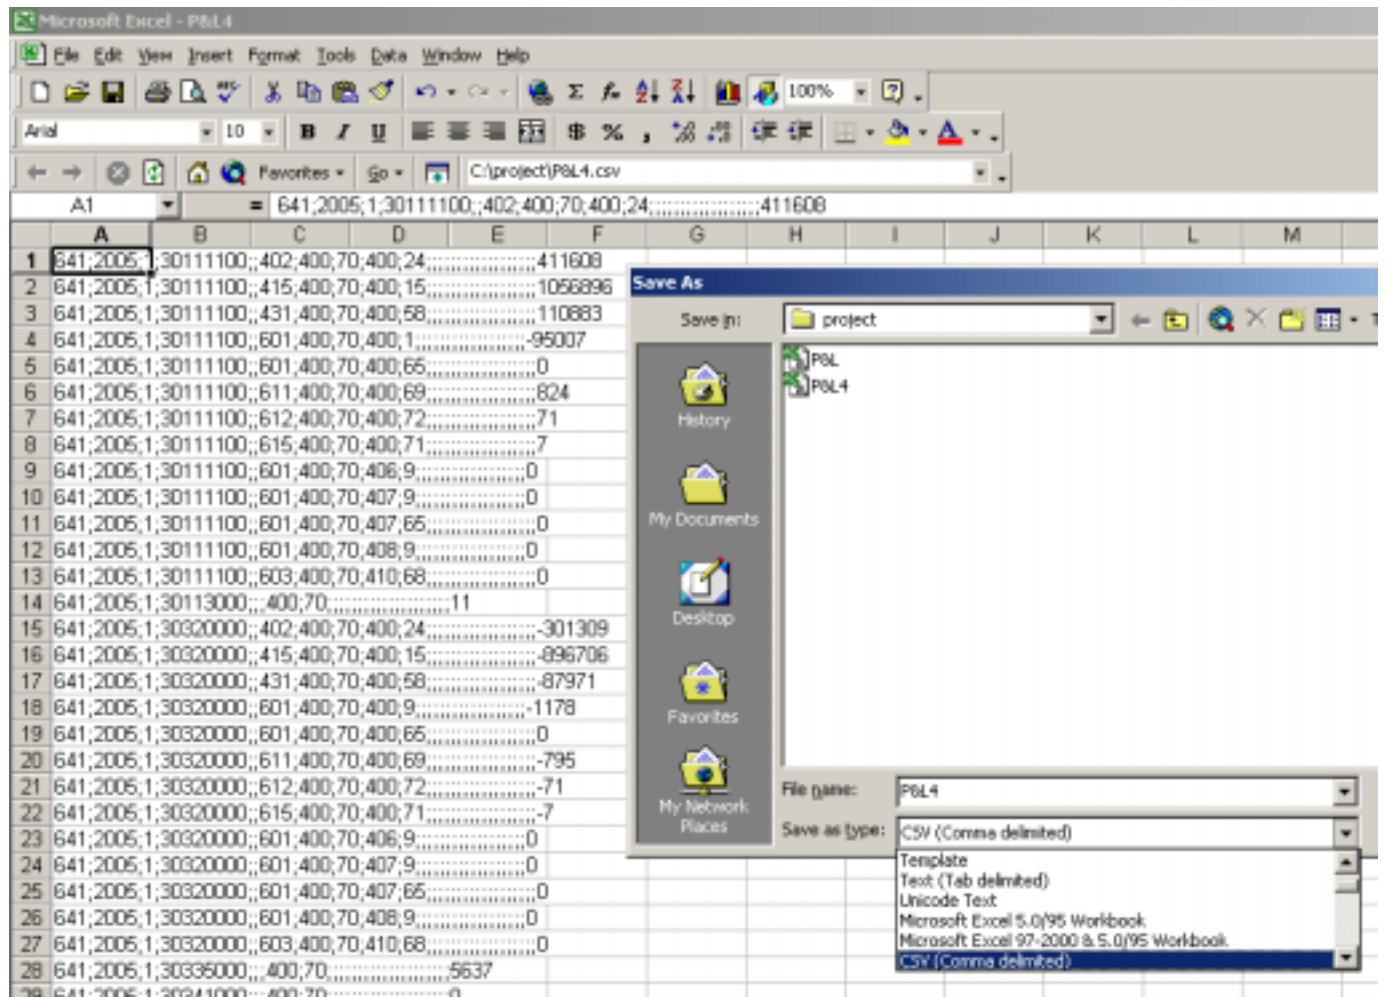 Microsoft Excel - P&L4
File Edit View Insert Format Tools Data Window Help
100%
Arial 10 B I U $ % ,
Favorites Go C:\project\P&L4.csv
A1 = 641;2005;1;30111100;;402;400;70;400;24;;;;;;;;;;;;;;;;;;;411608
A B C D E F G H I J K L M
1 641;2005;1;30111100;;402;400;70;400;24;;;;;;;;;;;;;;;;;;;411608
2 641;2005;1;30111100;;415;400;70;400;15;;;;;;;;;;;;;;;;;;;1056896
3 641;2005;1;30111100;;431;400;70;400;58;;;;;;;;;;;;;;;;;;;110883
4 641;2005;1;30111100;;601;400;70;400;1;;;;;;;;;;;;;;;;;;;-95007
5 641;2005;1;30111100;;601;400;70;400;65;;;;;;;;;;;;;;;;;;;0
6 641;2005;1;30111100;;611;400;70;400;69;;;;;;;;;;;;;;;;;;;824
7 641;2005;1;30111100;;612;400;70;400;72;;;;;;;;;;;;;;;;;;;71
8 641;2005;1;30111100;;615;400;70;400;71;;;;;;;;;;;;;;;;;;;7
9 641;2005;1;30111100;;601;400;70;406;9;;;;;;;;;;;;;;;;;;;0
10 641;2005;1;30111100;;601;400;70;407;9;;;;;;;;;;;;;;;;;;;0
11 641;2005;1;30111100;;601;400;70;407;65;;;;;;;;;;;;;;;;;;;0
12 641;2005;1;30111100;;601;400;70;408;9;;;;;;;;;;;;;;;;;;;0
13 641;2005;1;30111100;;603;400;70;410;68;;;;;;;;;;;;;;;;;;;0
14 641;2005;1;30113000;;;400;70;;;;;;;;;;;;;;;;;;;;;11
15 641;2005;1;30320000;;402;400;70;400;24;;;;;;;;;;;;;;;;;;;-301309
16 641;2005;1;30320000;;415;400;70;400;15;;;;;;;;;;;;;;;;;;;-896706
17 641;2005;1;30320000;;431;400;70;400;58;;;;;;;;;;;;;;;;;;;-87971
18 641;2005;1;30320000;;601;400;70;400;9;;;;;;;;;;;;;;;;;;;-1178
19 641;2005;1;30320000;;601;400;70;400;65;;;;;;;;;;;;;;;;;;;0
20 641;2005;1;30320000;;611;400;70;400;69;;;;;;;;;;;;;;;;;;;-795
21 641;2005;1;30320000;;612;400;70;400;72;;;;;;;;;;;;;;;;;;;-71
22 641;2005;1;30320000;;615;400;70;400;71;;;;;;;;;;;;;;;;;;;-7
23 641;2005;1;30320000;;601;400;70;406;9;;;;;;;;;;;;;;;;;;;0
24 641;2005;1;30320000;;601;400;70;407;9;;;;;;;;;;;;;;;;;;;0
25 641;2005;1;30320000;;601;400;70;407;65;;;;;;;;;;;;;;;;;;;0
26 641;2005;1;30320000;;601;400;70;408;9;;;;;;;;;;;;;;;;;;;0
27 641;2005;1;30320000;;603;400;70;410;68;;;;;;;;;;;;;;;;;;;0
28 641;2005;1;30336000;;;400;70;;;;;;;;;;;;;;;;;;;;;5637
29 641;2005;1;30341000;;;400;70;;;;;;;;;;;;;;;;;;;;;0
Save As
Save in: project
P&L
P&L4
History
My Documents
Desktop
Favorites
My Network
Places
File name: P&L4
Save as type: CSV (Comma delimited)
Template
Text (Tab delimited)
Unicode Text
Microsoft Excel 5.0/95 Workbook
Microsoft Excel 97-2000 & 5.0/95 Workbook
CSV (Comma delimited)